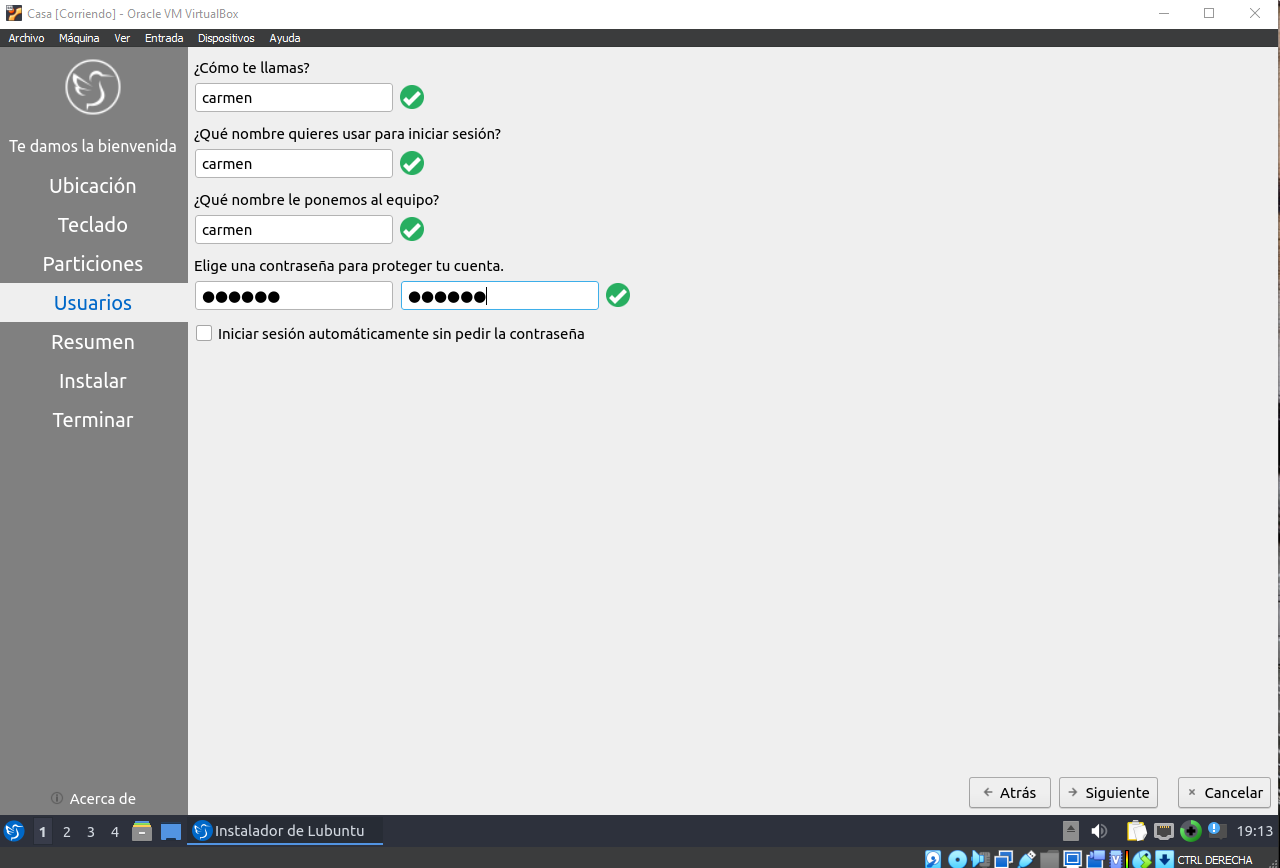 Casa [Corriendo] - Oracle VM VirtualBox
Archivo Máquina Ver Entrada Dispositivos Ayuda
Te damos la bienvenida
Ubicación
Teclado
Particiones
Usuarios
Resumen
Instalar
Terminar
Acerca de
¿Cómo te llamas?
carmen
¿Qué nombre quieres usar para iniciar sesión?
carmen
¿Qué nombre le ponemos al equipo?
carmen
Elige una contraseña para proteger tu cuenta.
●●●●●● ●●●●●●
Iniciar sesión automáticamente sin pedir la contraseña
Atrás Siguiente Cancelar
1 2 3 4 Instalador de Lubuntu 19:13
CTRL DERECHA